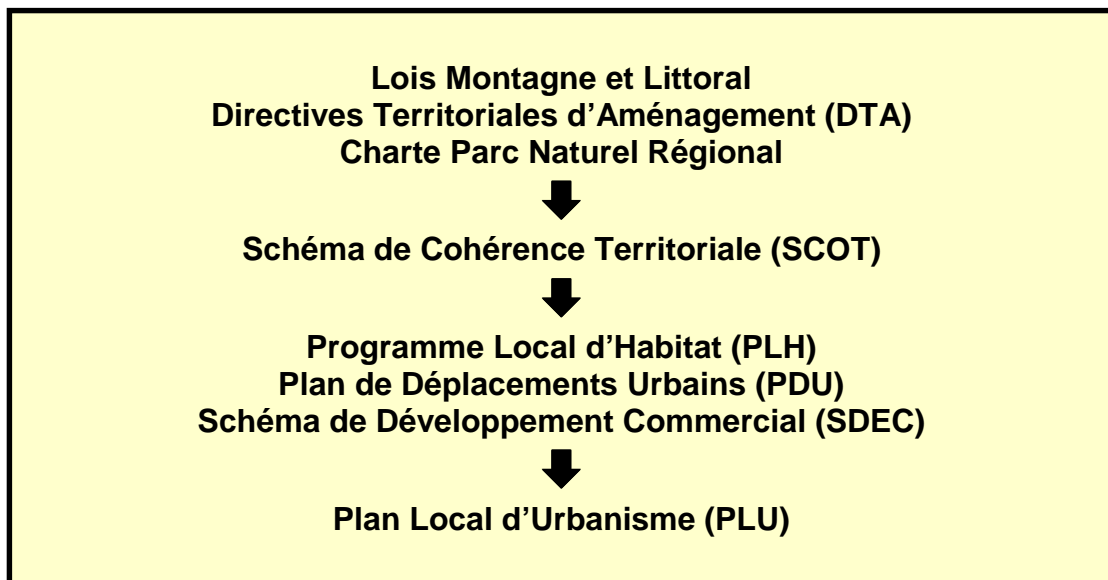 Lois Montagne et Littoral
Directives Territoriales d’Aménagement (DTA)
Charte Parc Naturel Régional
Schéma de Cohérence Territoriale (SCOT)
Programme Local d’Habitat (PLH)
Plan de Déplacements Urbains (PDU)
Schéma de Développement Commercial (SDEC)
Plan Local d’Urbanisme (PLU)